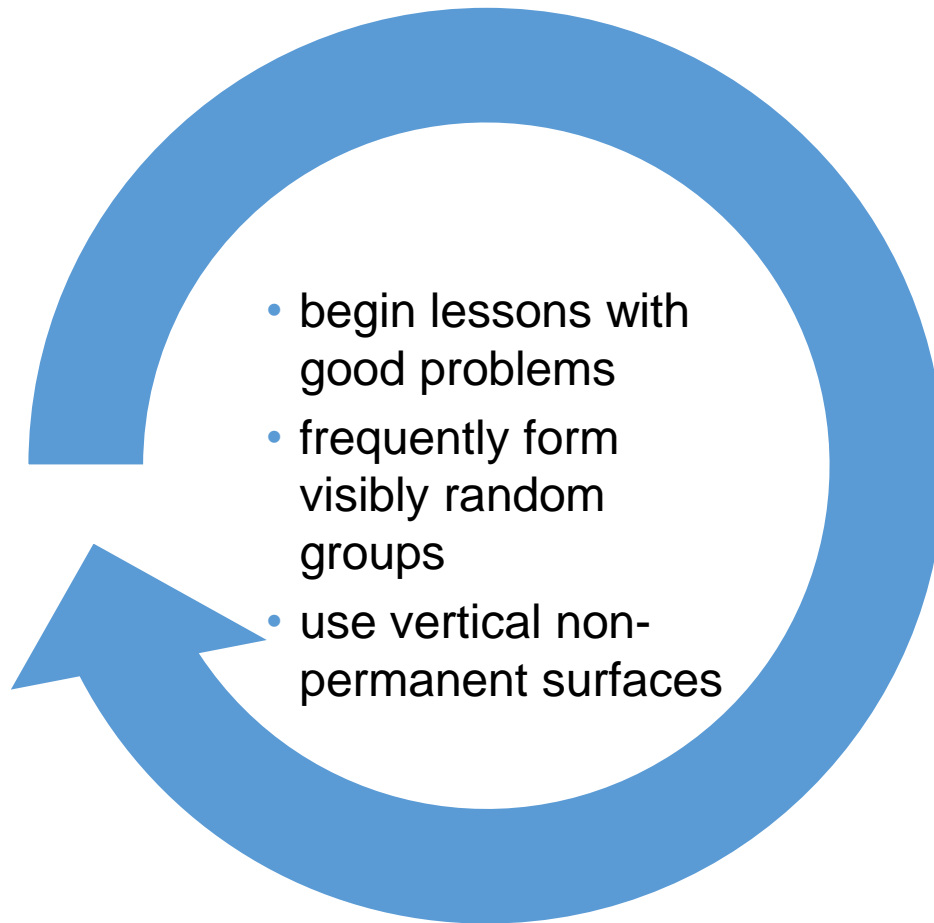 • begin lessons with
good problems
• frequently form
visibly random
groups
• use vertical non-
permanent surfaces